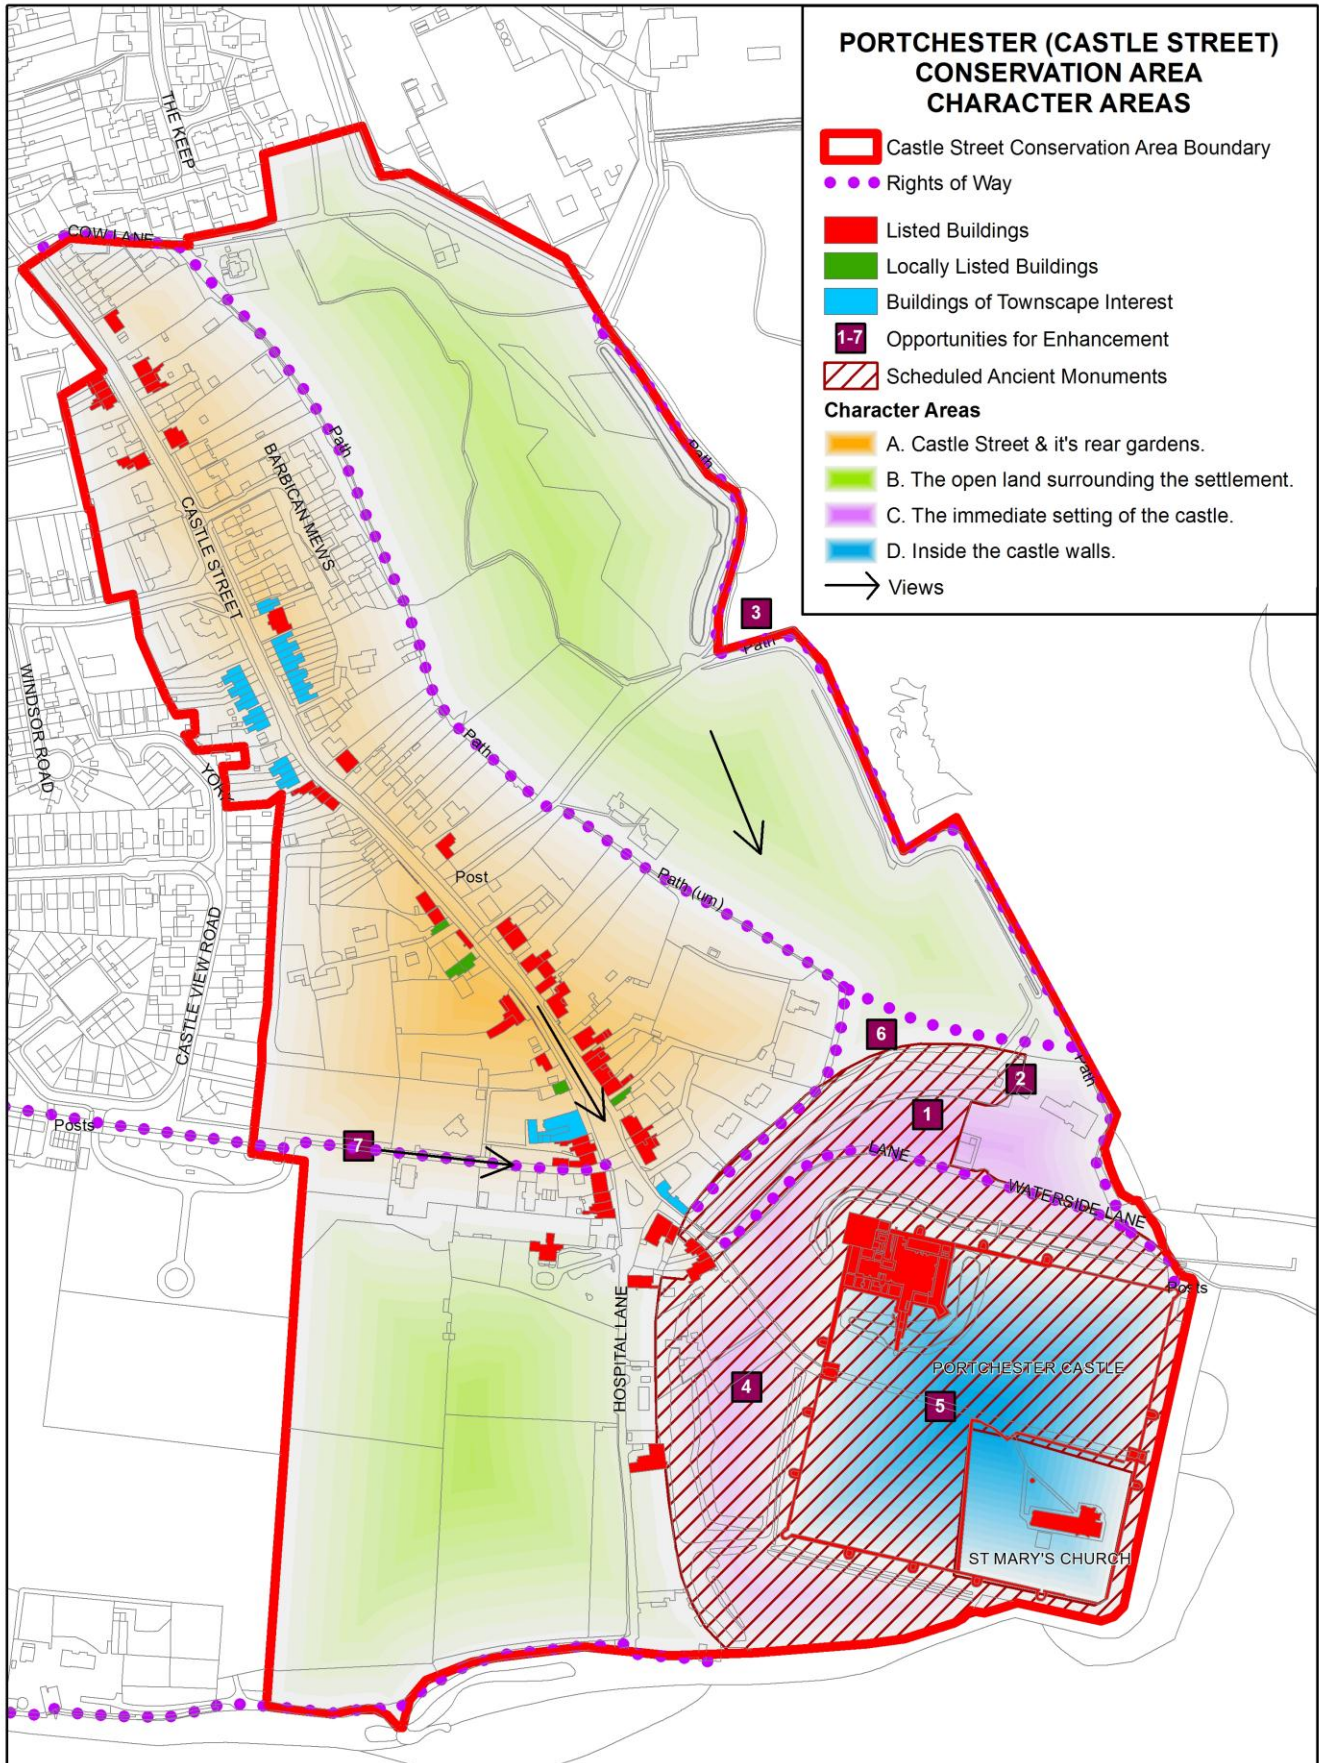 PORTCHESTER (CASTLE STREET)
CONSERVATION AREA
CHARACTER AREAS
Castle Street Conservation Area Boundary
Rights of Way
Listed Buildings
Locally Listed Buildings
Buildings of Townscape Interest
1-7 Opportunities for Enhancement
Scheduled Ancient Monuments
Character Areas
A. Castle Street & it's rear gardens.
B. The open land surrounding the settlement.
C. The immediate setting of the castle.
D. Inside the castle walls.
Views
THE KEEP
COW LANE
Path
Path
BARBICAN MEWS
CASTLE STREET
3
Path
WINDSOR ROAD
YORK
Path
Post
Path (um)
CASTLE VIEW ROAD
6
Path
2
1
Posts
7
LANE
WATERSIDE LANE
Posts
HOSPITAL LANE
PORTCHESTER CASTLE
4
5
ST MARY'S CHURCH